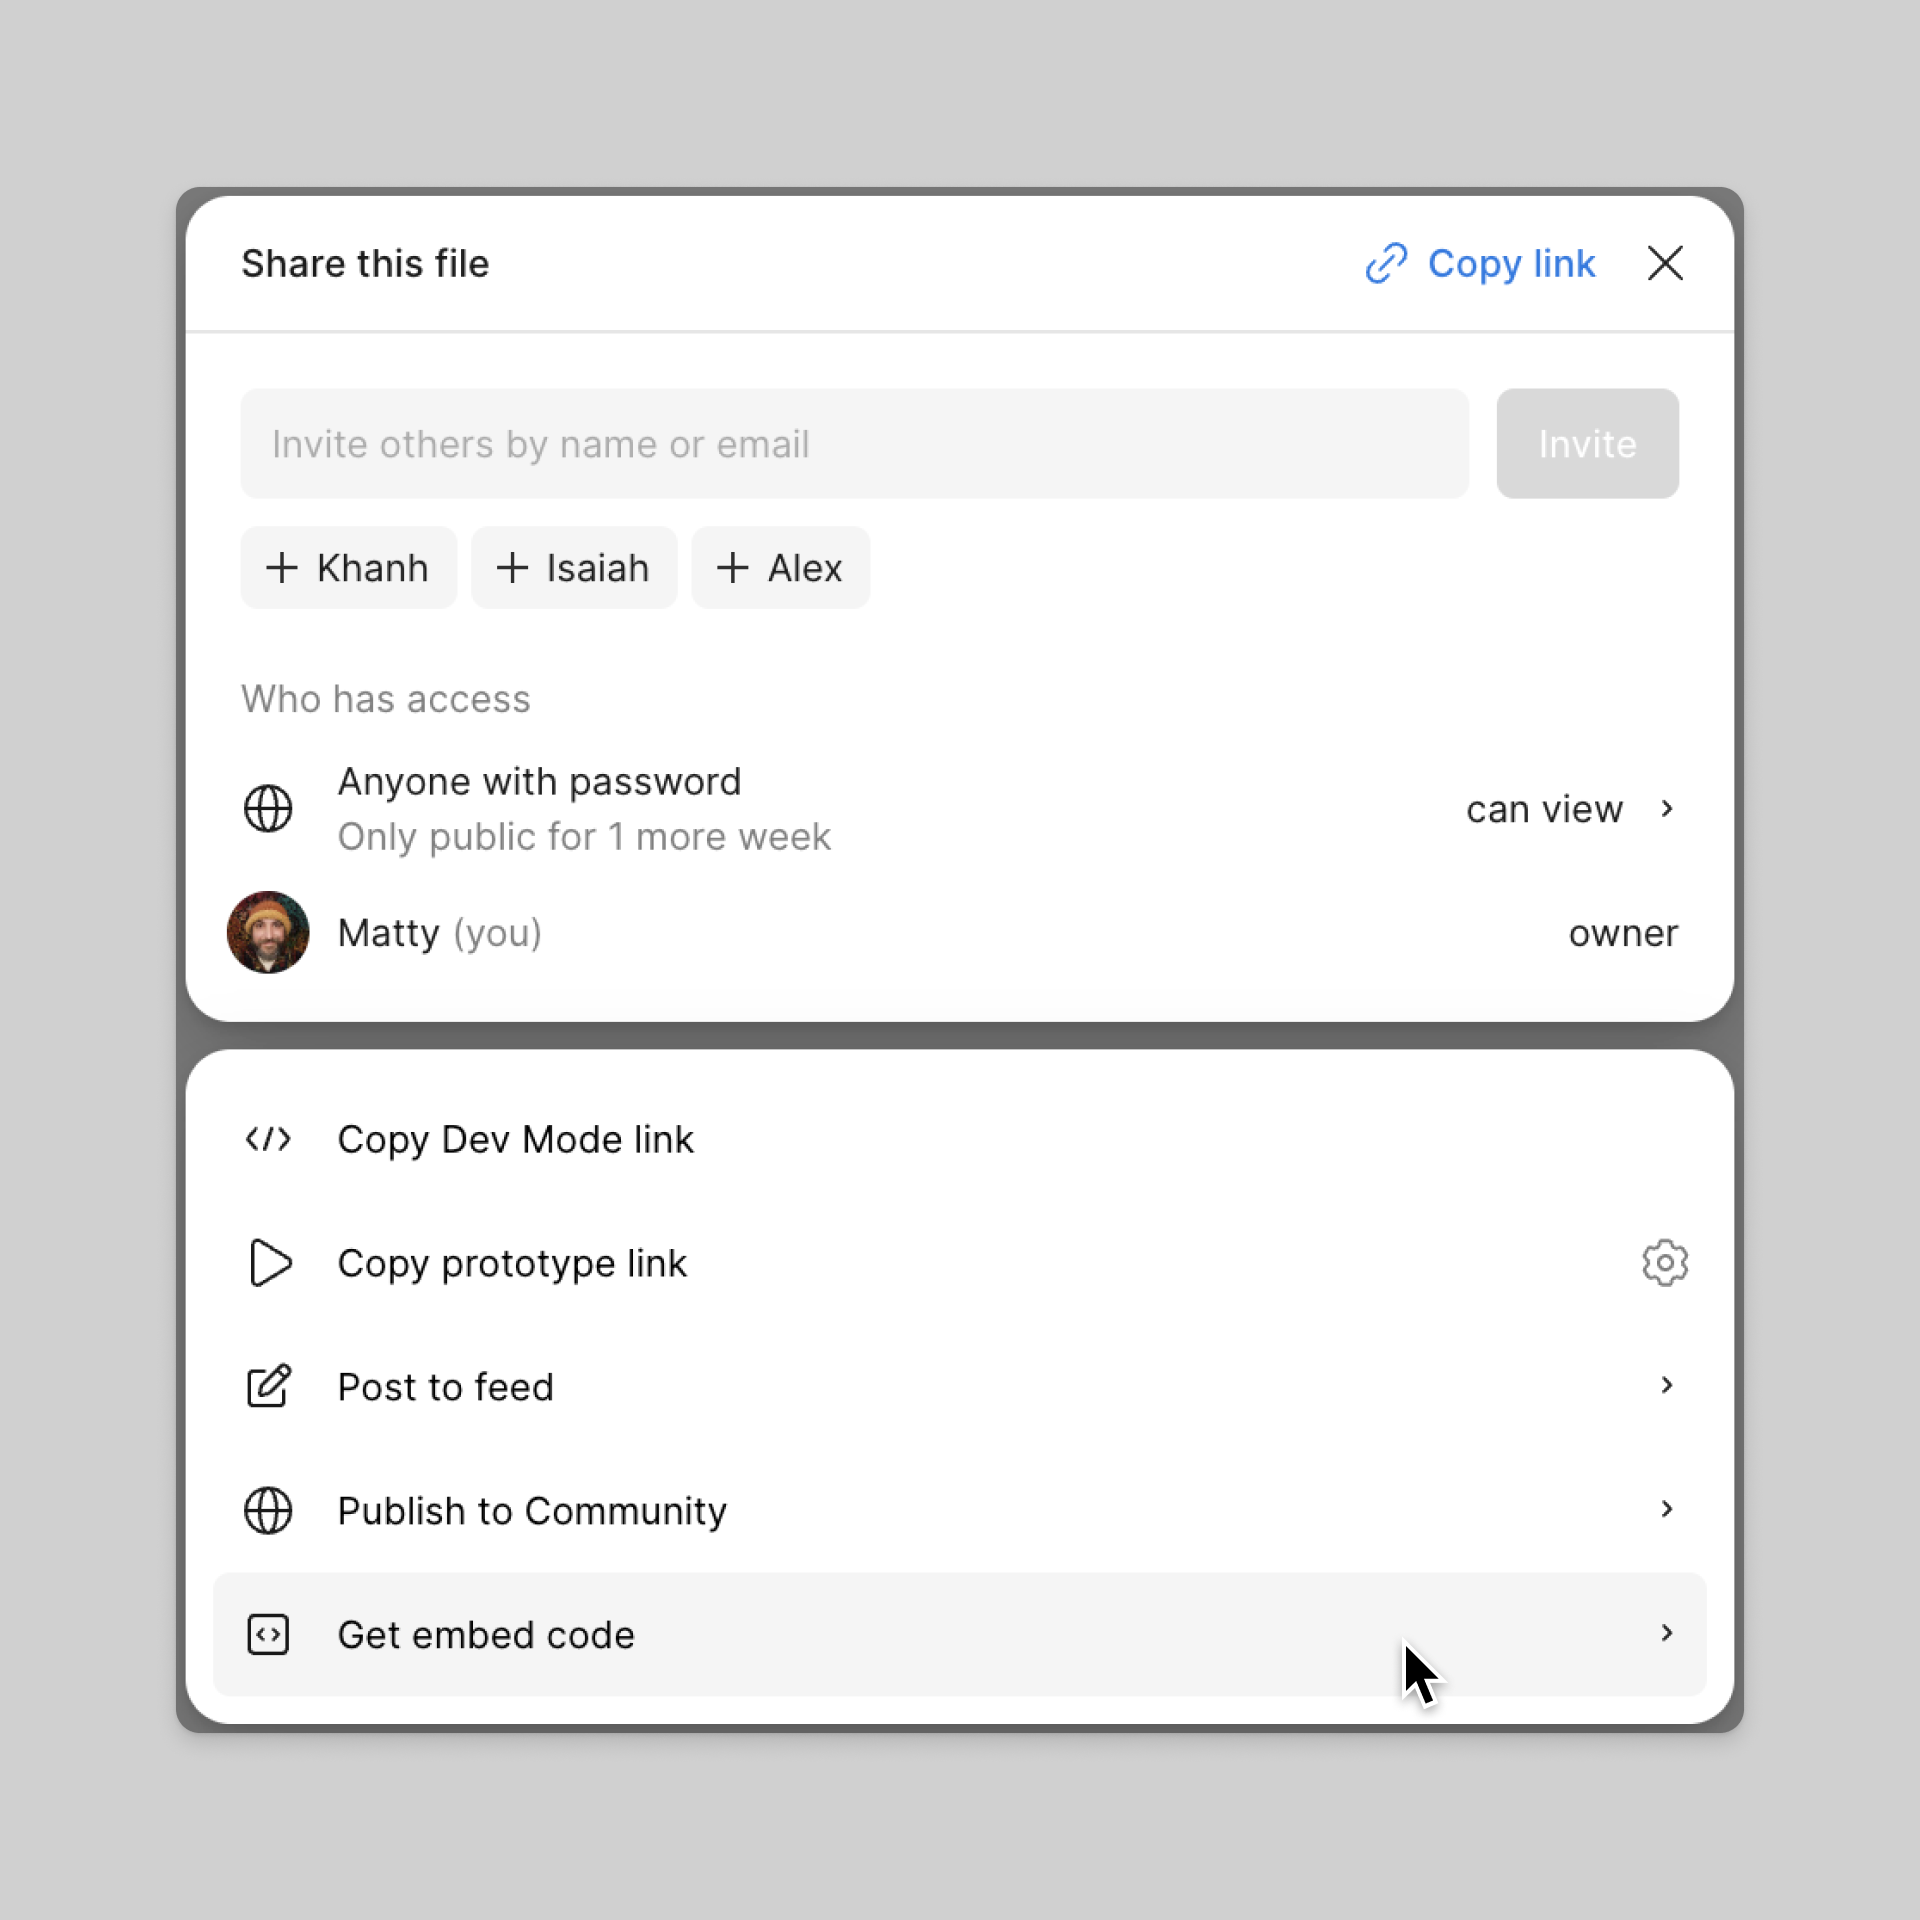 Share this file
Copy link
Invite others by name or email
Invite
Khanh
Isaiah
Alex
Who has access
Anyone with password
Only public for 1 more week
can view
Matty (you)
owner
Copy Dev Mode link
Copy prototype link
Post to feed
Publish to Community
Get embed code